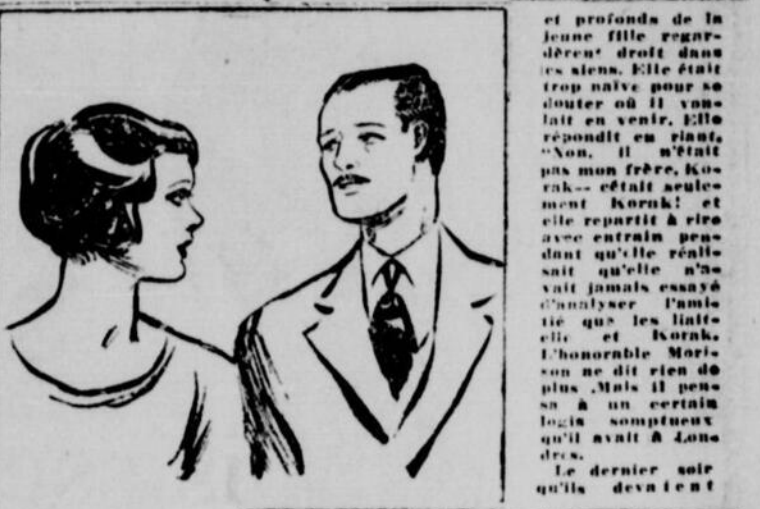 et profonds de la
jeune fille regar-
dèrent droit dans
les siens. Elle était
trop naïve pour se
douter où il vou-
lait en venir. Elle
répondit en riant.
"Non, il n'était
pas mon frère, Ko-
rak-- cétait seule-
ment Korak! et
elle repartit à rire
avec entrain pen-
dant qu'elle réali-
sait qu'elle n'a-
vait jamais essayé
d'analyser l'ami-
tié que les liait-
elle et Korak.
L'honorable Mori-
son ne dit rien de
plus .Mais il pen-
sa à un certain
logis somptueux
qu'il avait à Lon-
dres.
Le dernier soir
qu'ils devaient